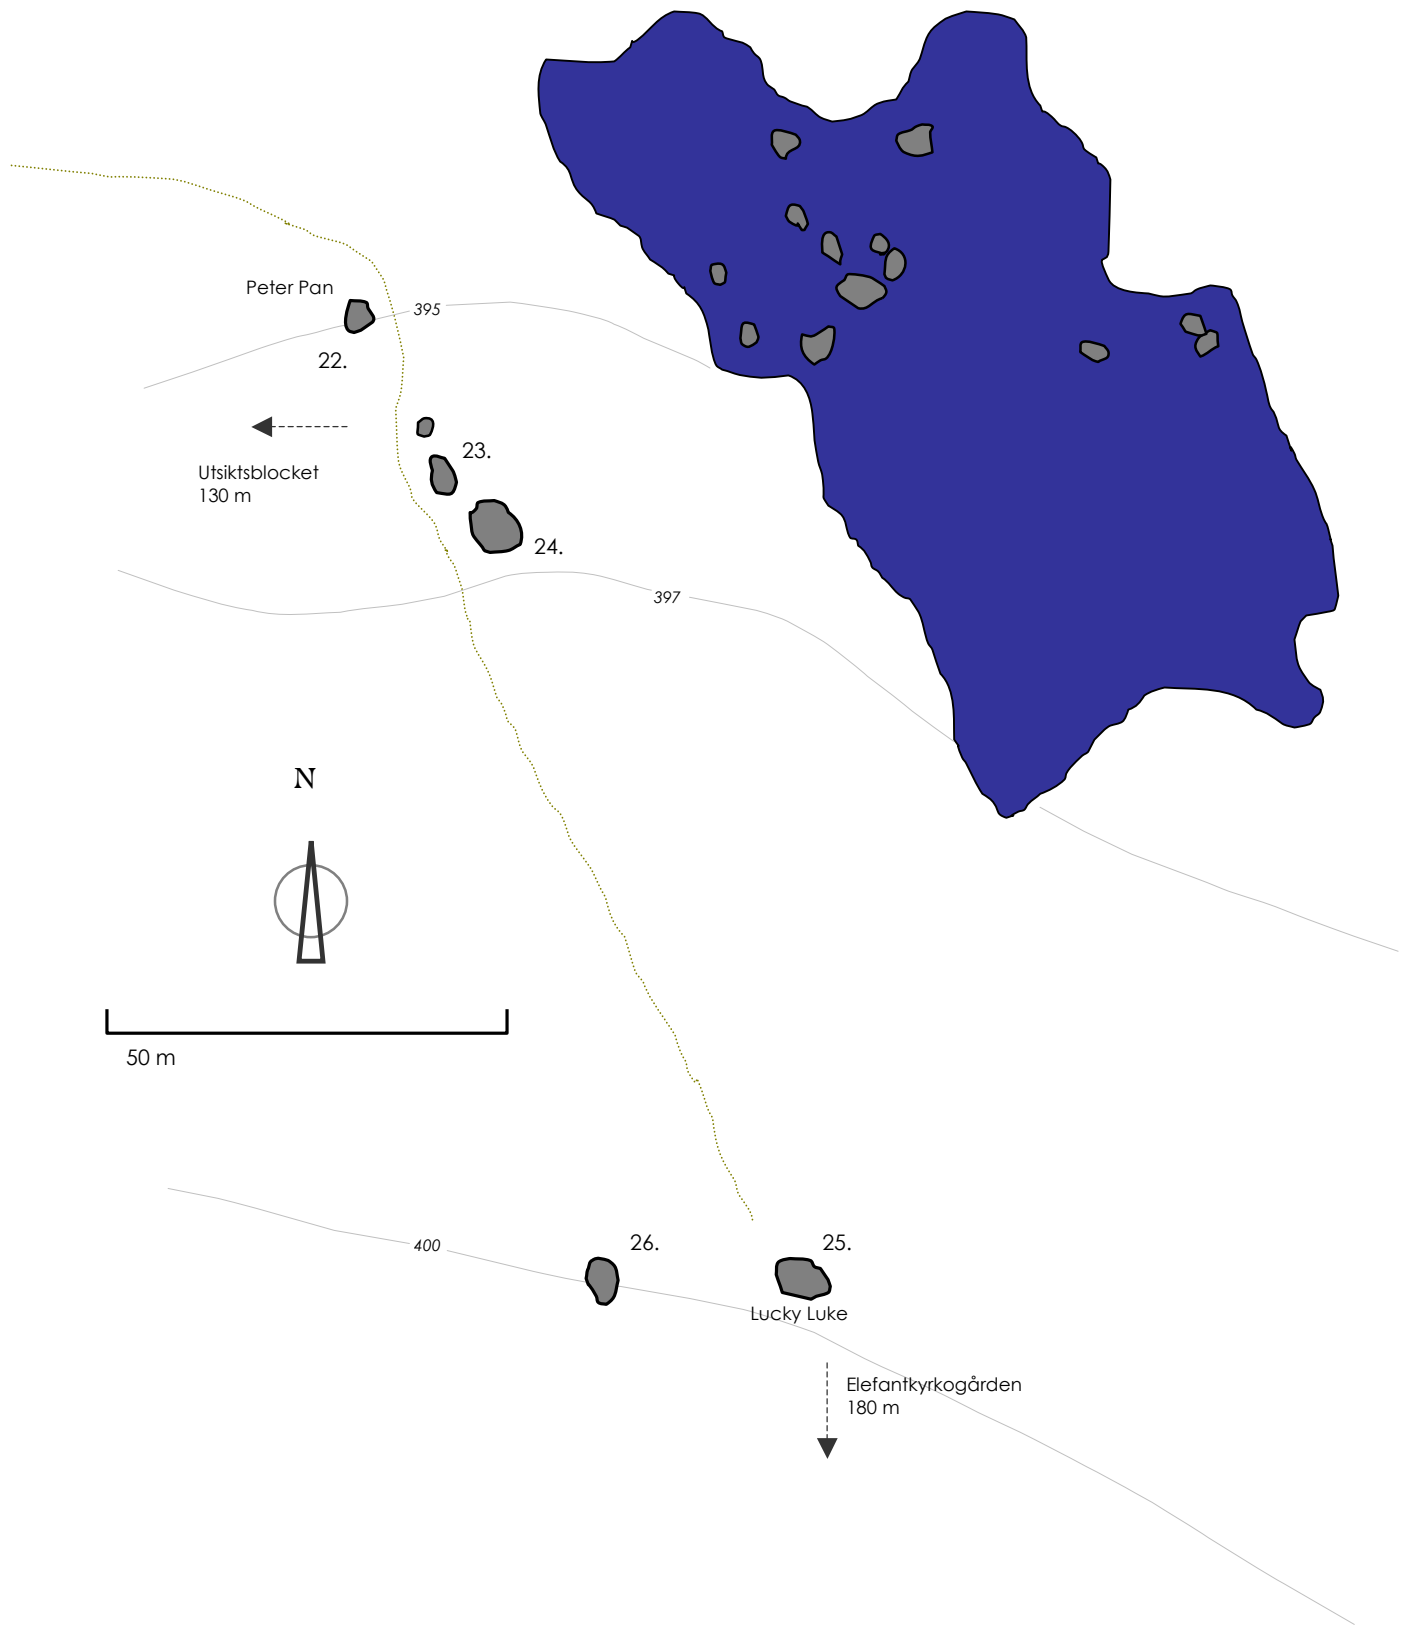 Peter Pan
395
22.
23.
Utsiktsblocket
130 m
24.
397
N
50 m
26.
25.
400
Lucky Luke
Elefantkyrkogården
180 m